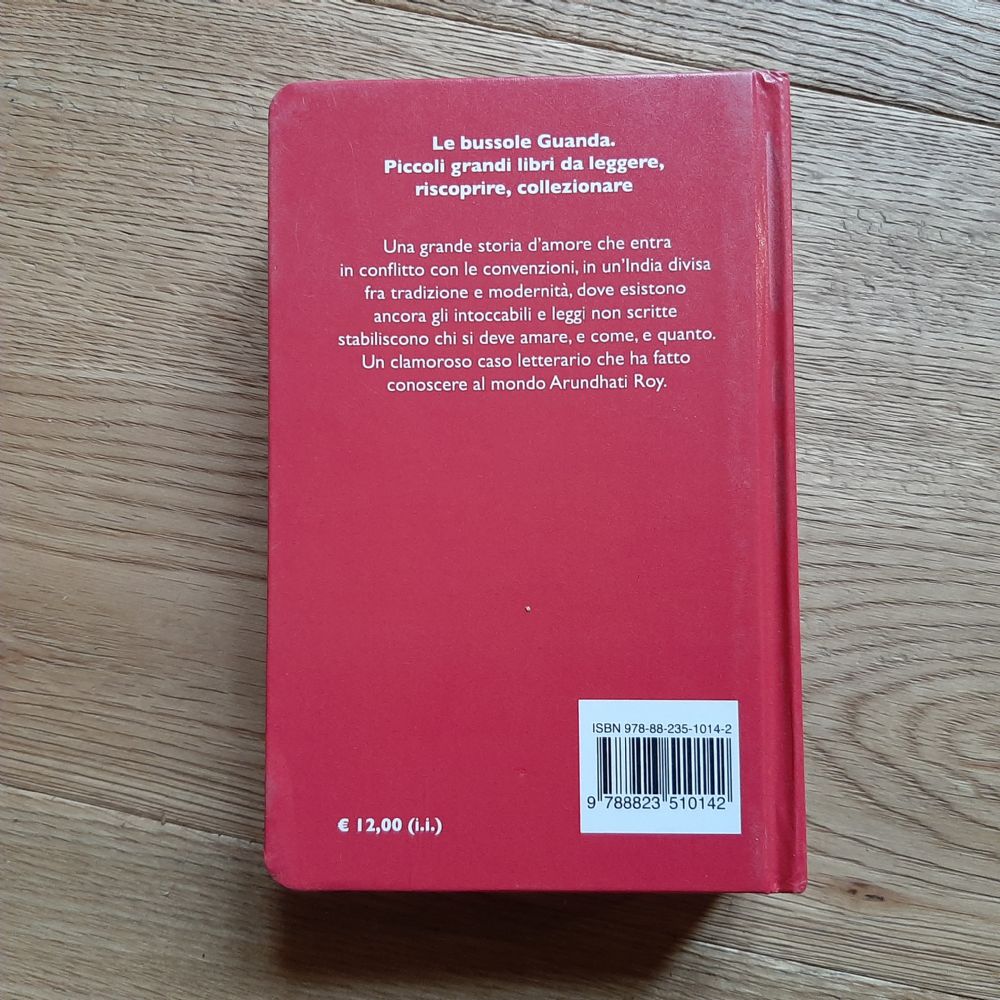 Le bussole Guanda.
Piccoli grandi libri da leggere,
riscoprire, collezionare
Una grande storia d'amore che entra
in conflitto con le convenzioni, in un'India divisa
fra tradizione e modernità, dove esistono
ancora gli intoccabili e leggi non scritte
stabiliscono chi si deve amare, e come, e quanto.
Un clamoroso caso letterario che ha fatto
conoscere al mondo Arundhati Roy.
ISBN 978-88-235-1014-2
9 788823 510142
€ 12,00 (i.i.)